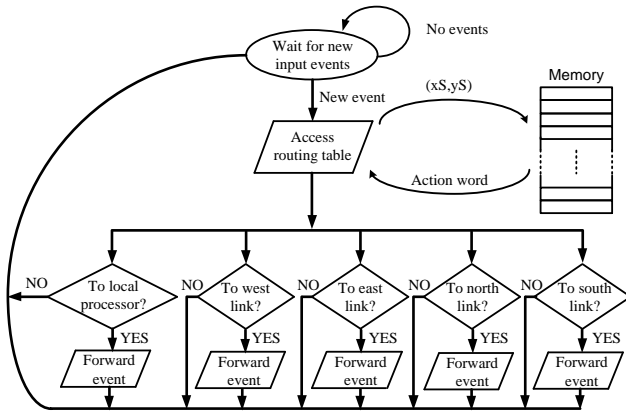 No events
Wait for new
input events
New event
(xS,yS)
Memory
Access
routing table
Action word
NO
To local
processor?
NO
To west
link?
NO
To east
link?
NO
To north
link?
NO
To south
link?
YES
YES
YES
YES
YES
Forward
event
Forward
event
Forward
event
Forward
event
Forward
event